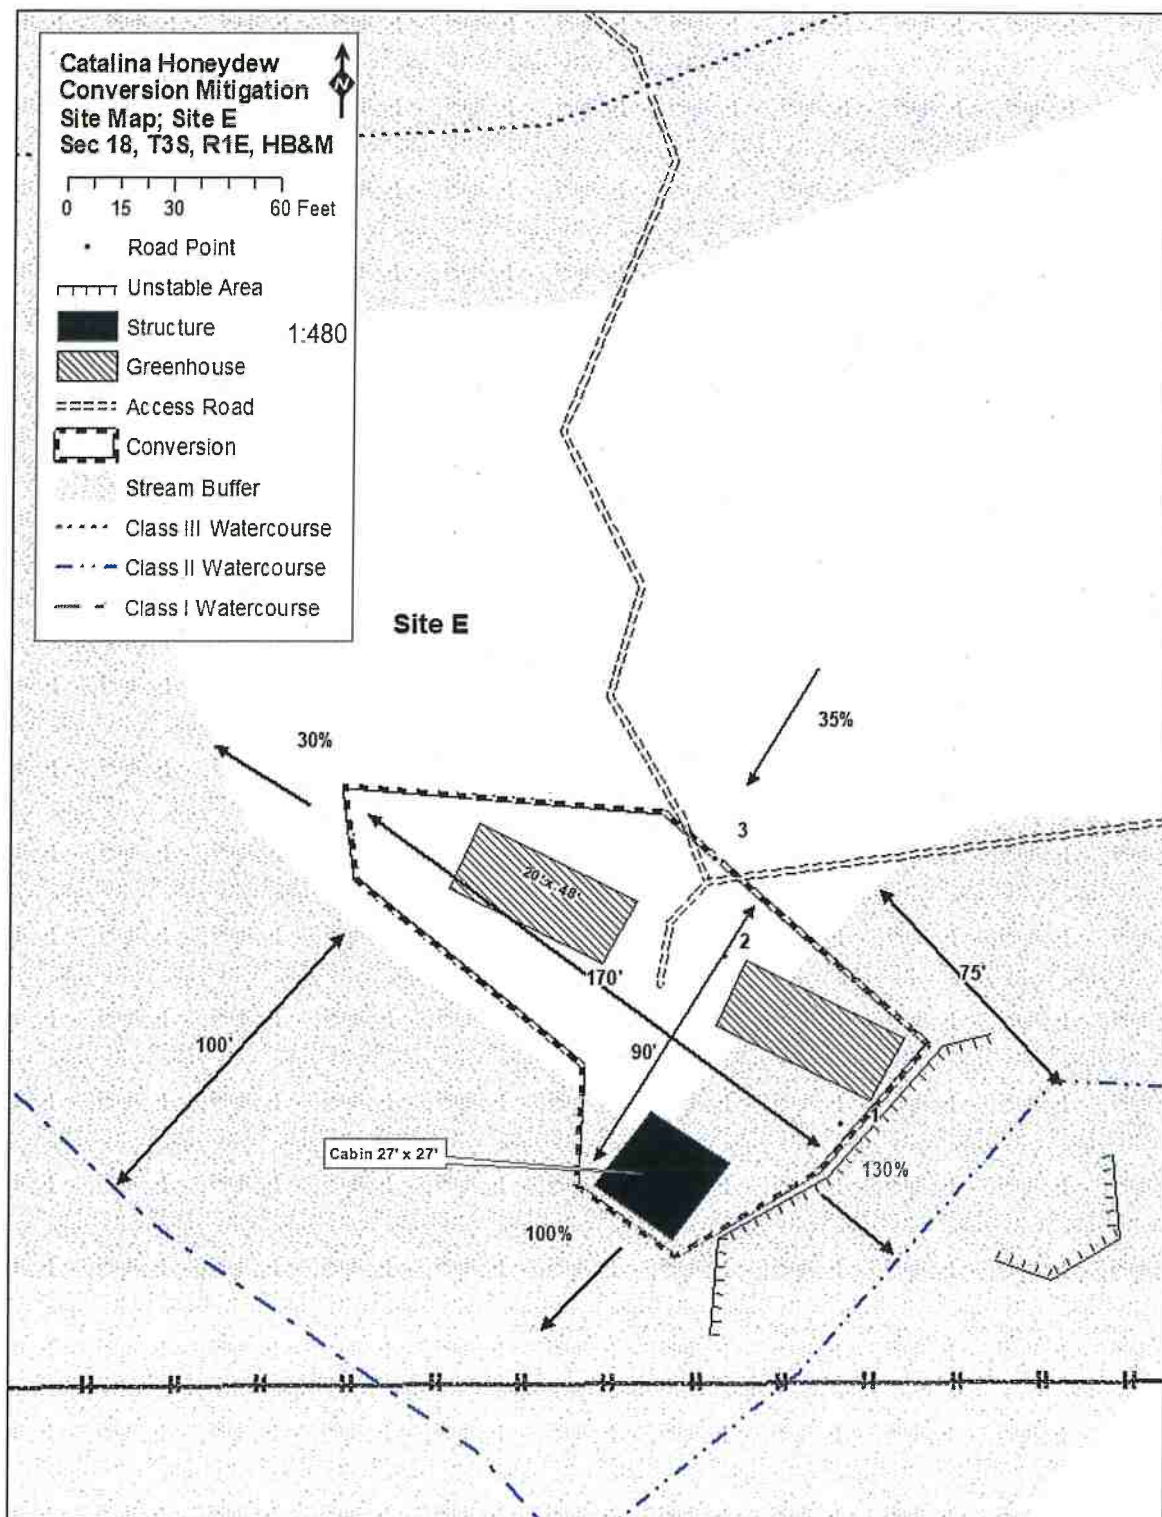 Catalina Honeydew
Conversion Mitigation
Site Map; Site E
Sec 18, T3S, R1E, HB&M
N
0 15 30 60 Feet
Road Point
Unstable Area
Structure
1:480
Greenhouse
Access Road
Conversion
Stream Buffer
Class III Watercourse
Class II Watercourse
Class I Watercourse
Site E
35%
30%
3
20' x 48'
2
170'
75'
100'
90'
1
Cabin 27' x 27'
130%
100%